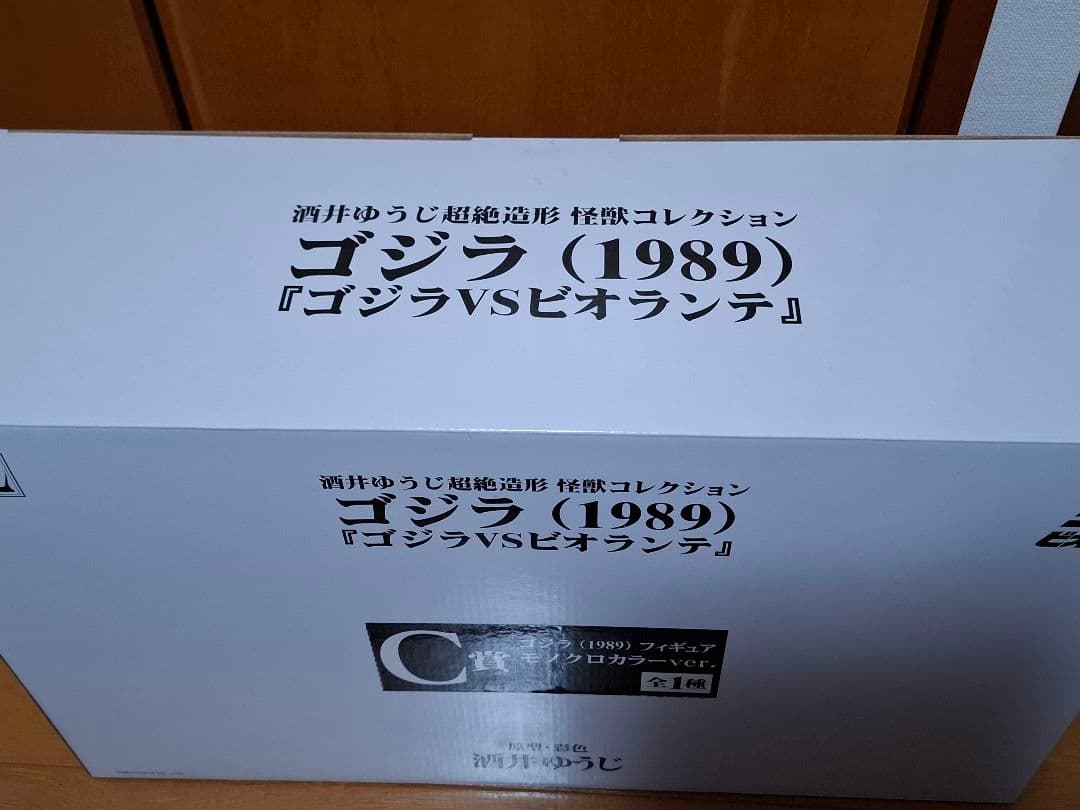 酒井ゆうじ超絶造形 怪獣コレクション
ゴジラ（1989）
『ゴジラVSビオランテ』
酒井ゆうじ超絶造形 怪獣コレクション
ゴジラ（1989）
『ゴジラVSビオランテ』
C賞
ゴジラ（1989）フィギュア
モノクロカラーver.
全1種
原型・彩色
酒井ゆうじ